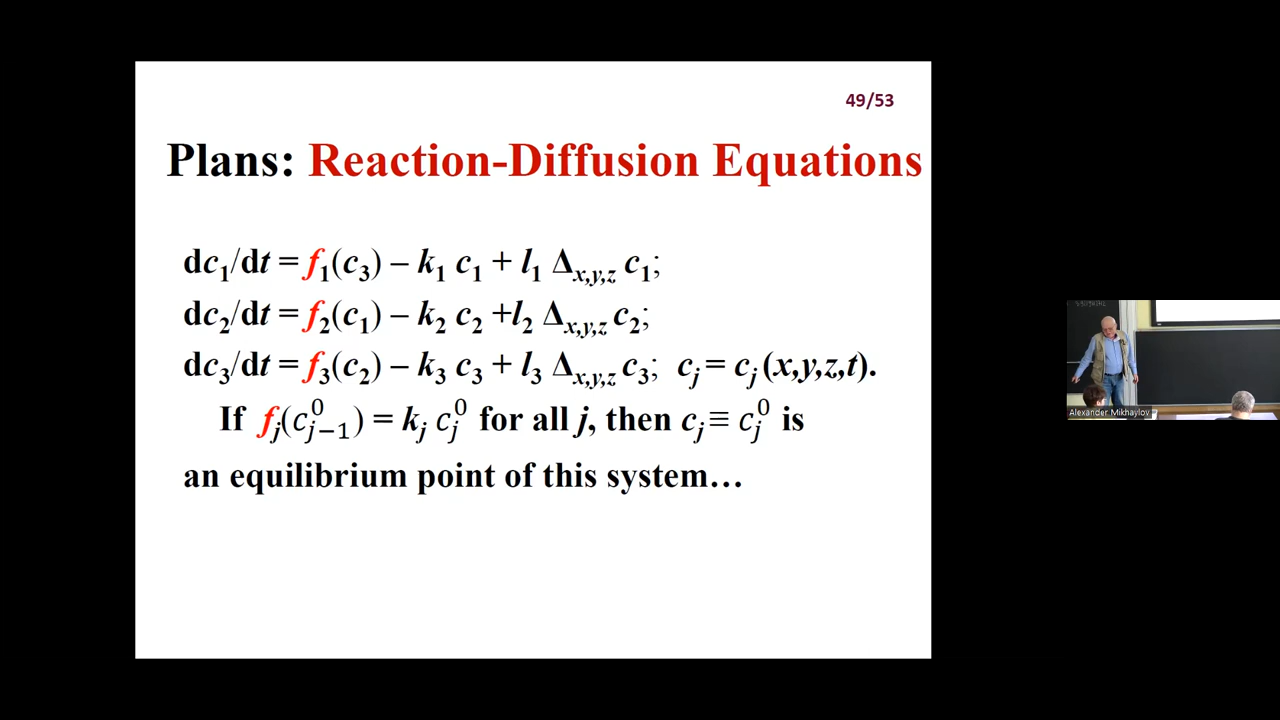 49/53
Plans: Reaction-Diffusion Equations
dc₁/dt = f₁(c₃) – k₁ c₁ + l₁ Δx,y,z c₁;
dc₂/dt = f₂(c₁) – k₂ c₂ +l₂ Δx,y,z c₂;
dc₃/dt = f₃(c₂) – k₃ c₃ + l₃ Δx,y,z c₃; cⱼ = cⱼ (x,y,z,t).
If fⱼ(c⁰ⱼ₋₁) = kⱼ c⁰ⱼ for all j, then cⱼ ≡ c⁰ⱼ is
an equilibrium point of this system…
Alexander Mikhaylov